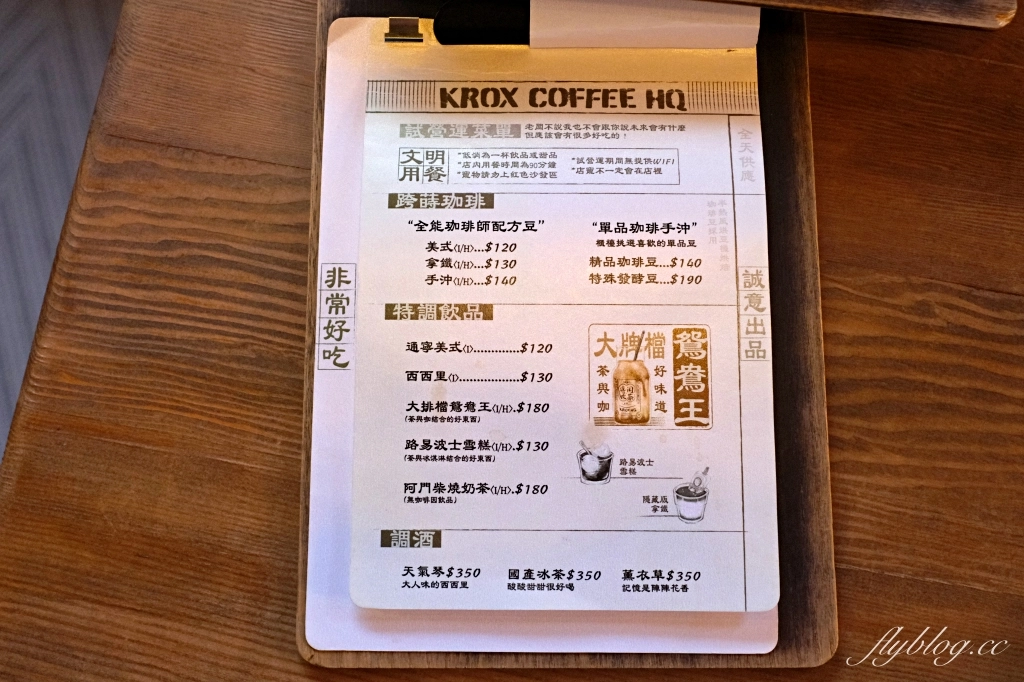 KROX COFFEE HQ
試營運菜單
老闆不說我也不會跟你說未來會有什麼
但應該會有很多好吃的！
文明
用餐
*低消為一杯飲品或甜品
*店內用餐時間為90分鐘
*寵物請勿上紅色沙發區
*試營運期間無提供WIFI
*店寵不一定會在店裡
全天供應
跨蒔珈琲
“全能珈琲師配方豆”
美式(I/H)...$120
拿鐵(I/H)...$130
手沖(I/H)...$140
“單品珈琲手沖”
櫃檯挑選喜歡的單品豆
精品珈琲豆...$140
特殊發酵豆...$190
非常好吃
誠意出品
特調飲品
通寧美式(I).............$120
西西里(I)..................$130
大排檔鴛鴦王(I/H).$180
(茶與咖結合的好東西)
路易波士雪糕(I/H).$130
(茶與冰淇淋結合的好東西)
阿門柴燒奶茶(I/H).$180
(無咖啡因飲品)
大牌檔
鴛鴦王
茶與咖
好味道
路易波士
雪糕
隱藏版
拿鐵
調酒
天氣琴$350
大人味的西西里
國產冰茶$350
酸酸甜甜很好喝
薰衣草$350
記憶是陣陣花香
flyblog.cc